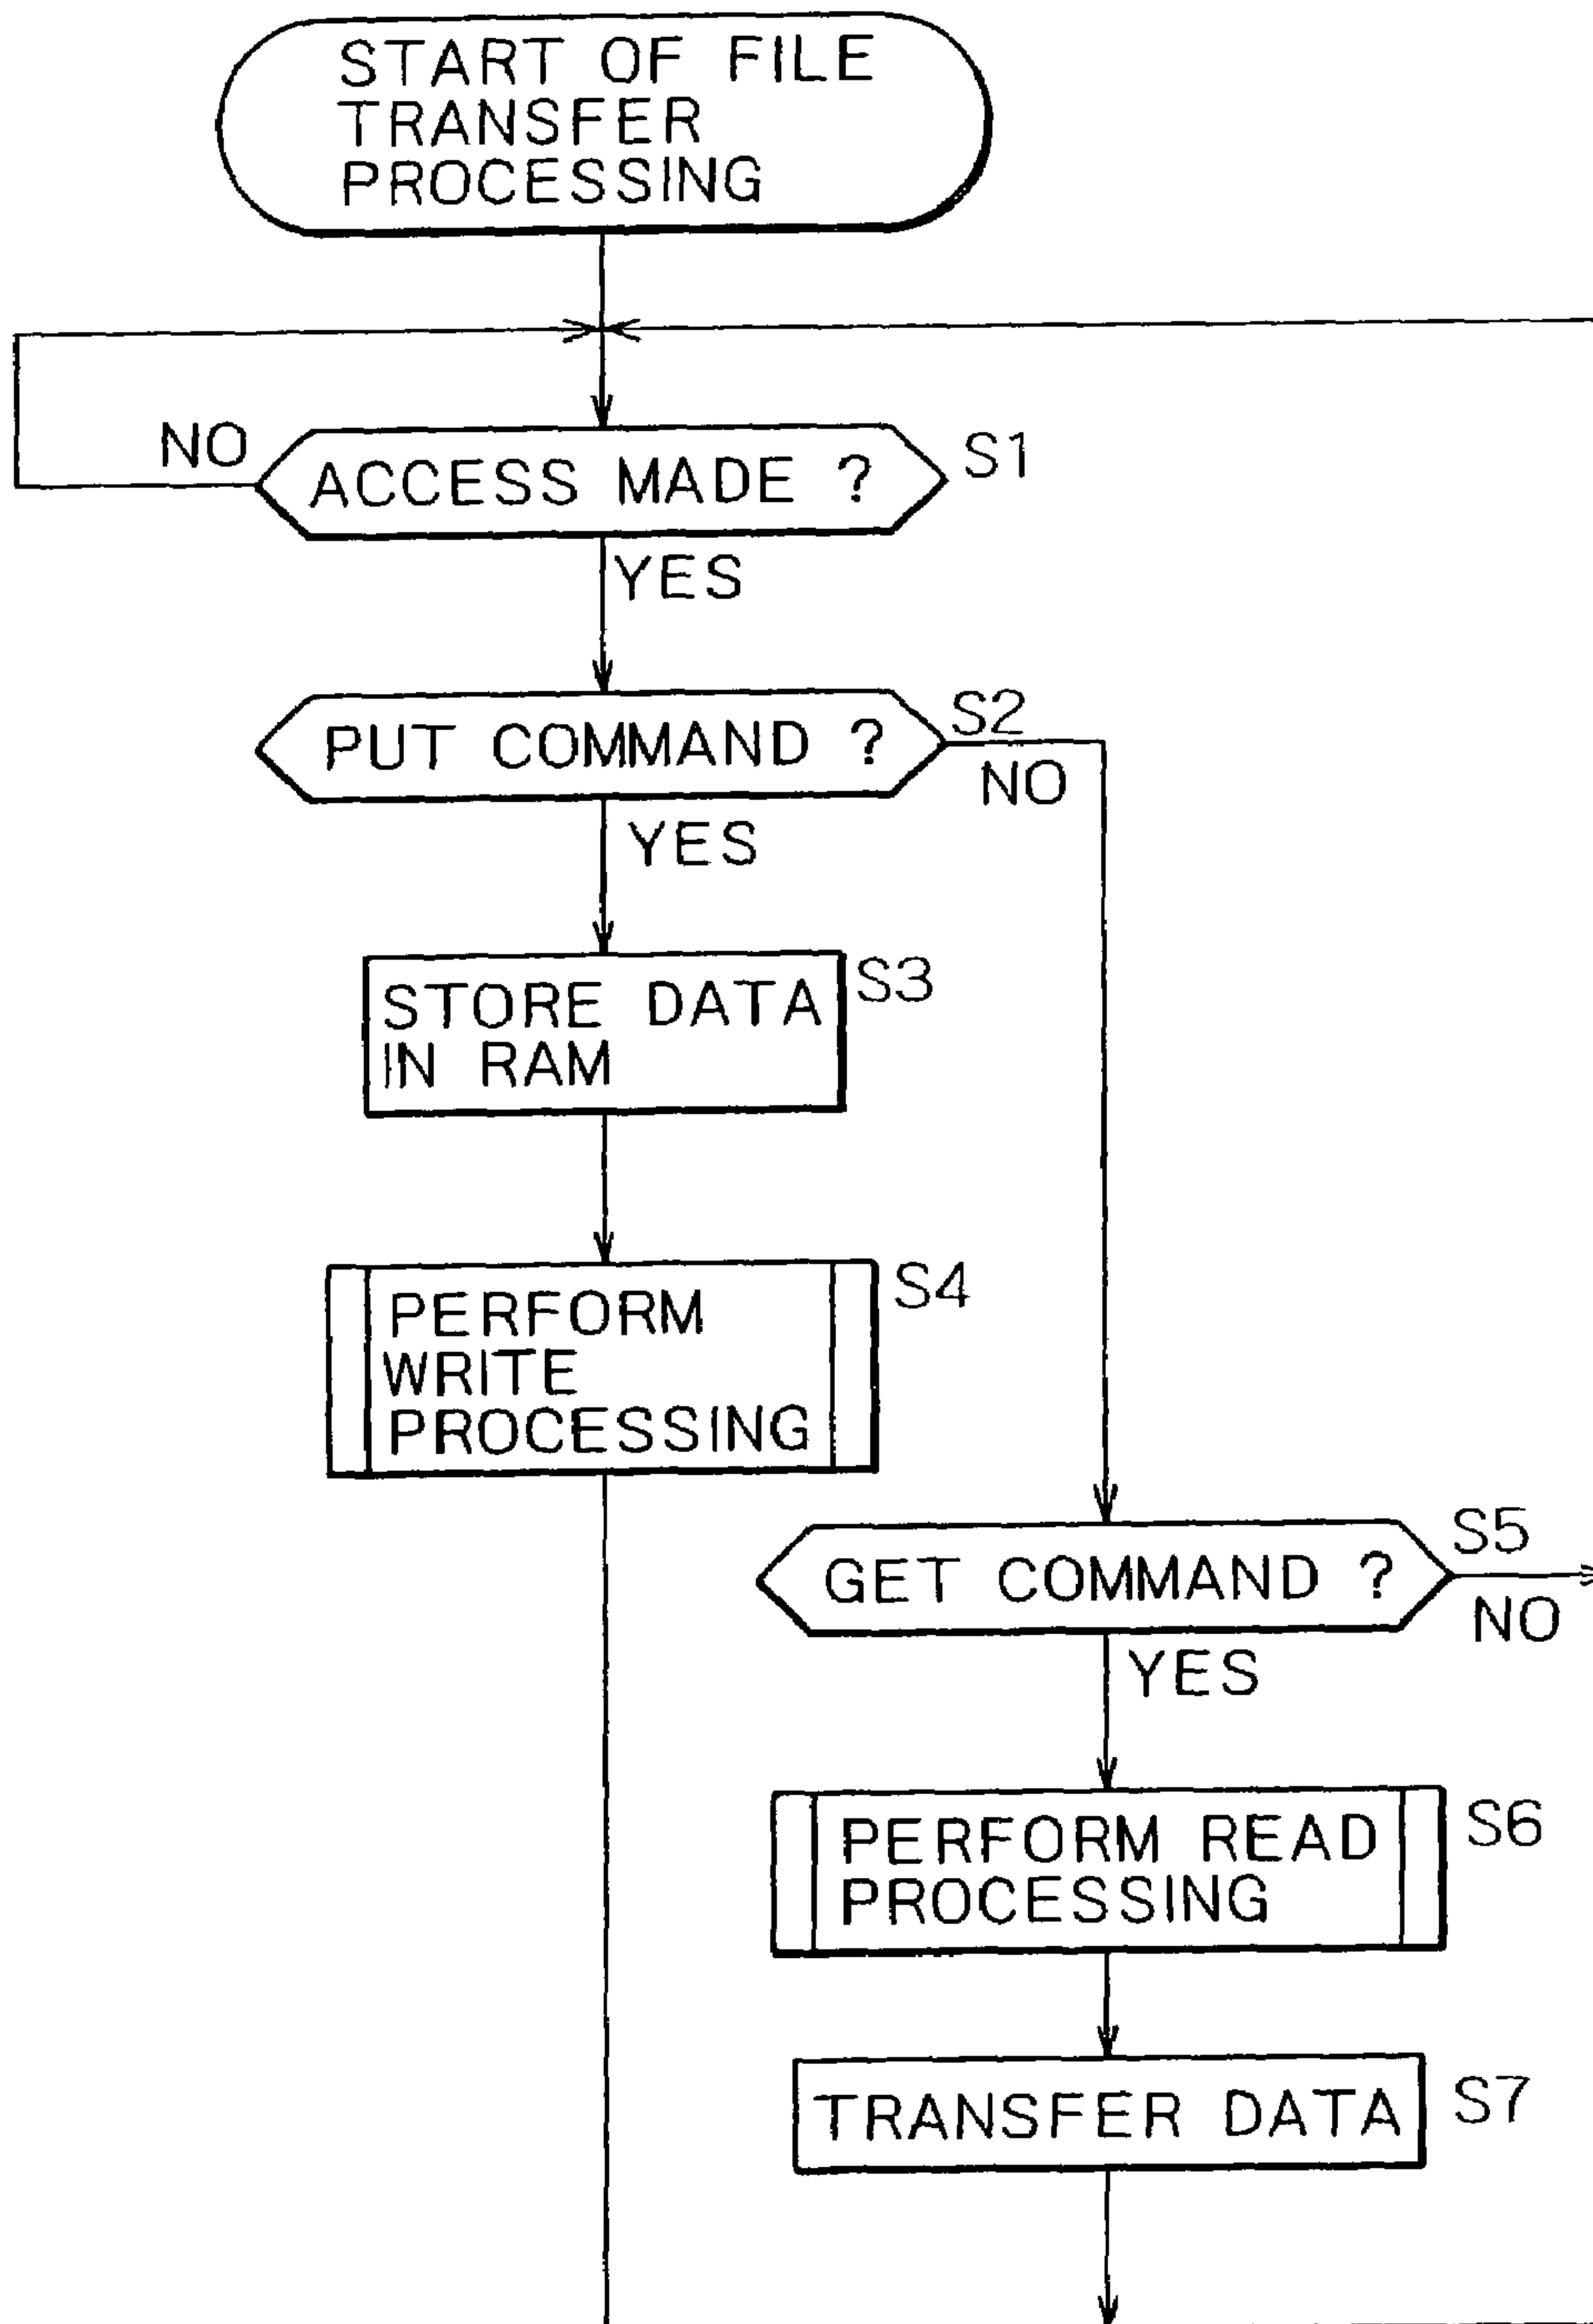 START OF FILE
TRANSFER
PROCESSING
NO
ACCESS MADE ?
S1
YES
PUT COMMAND ?
S2
NO
YES
STORE DATA
IN RAM
S3
PERFORM
WRITE
PROCESSING
S4
GET COMMAND ?
S5
NO
YES
PERFORM READ
PROCESSING
S6
TRANSFER DATA
S7